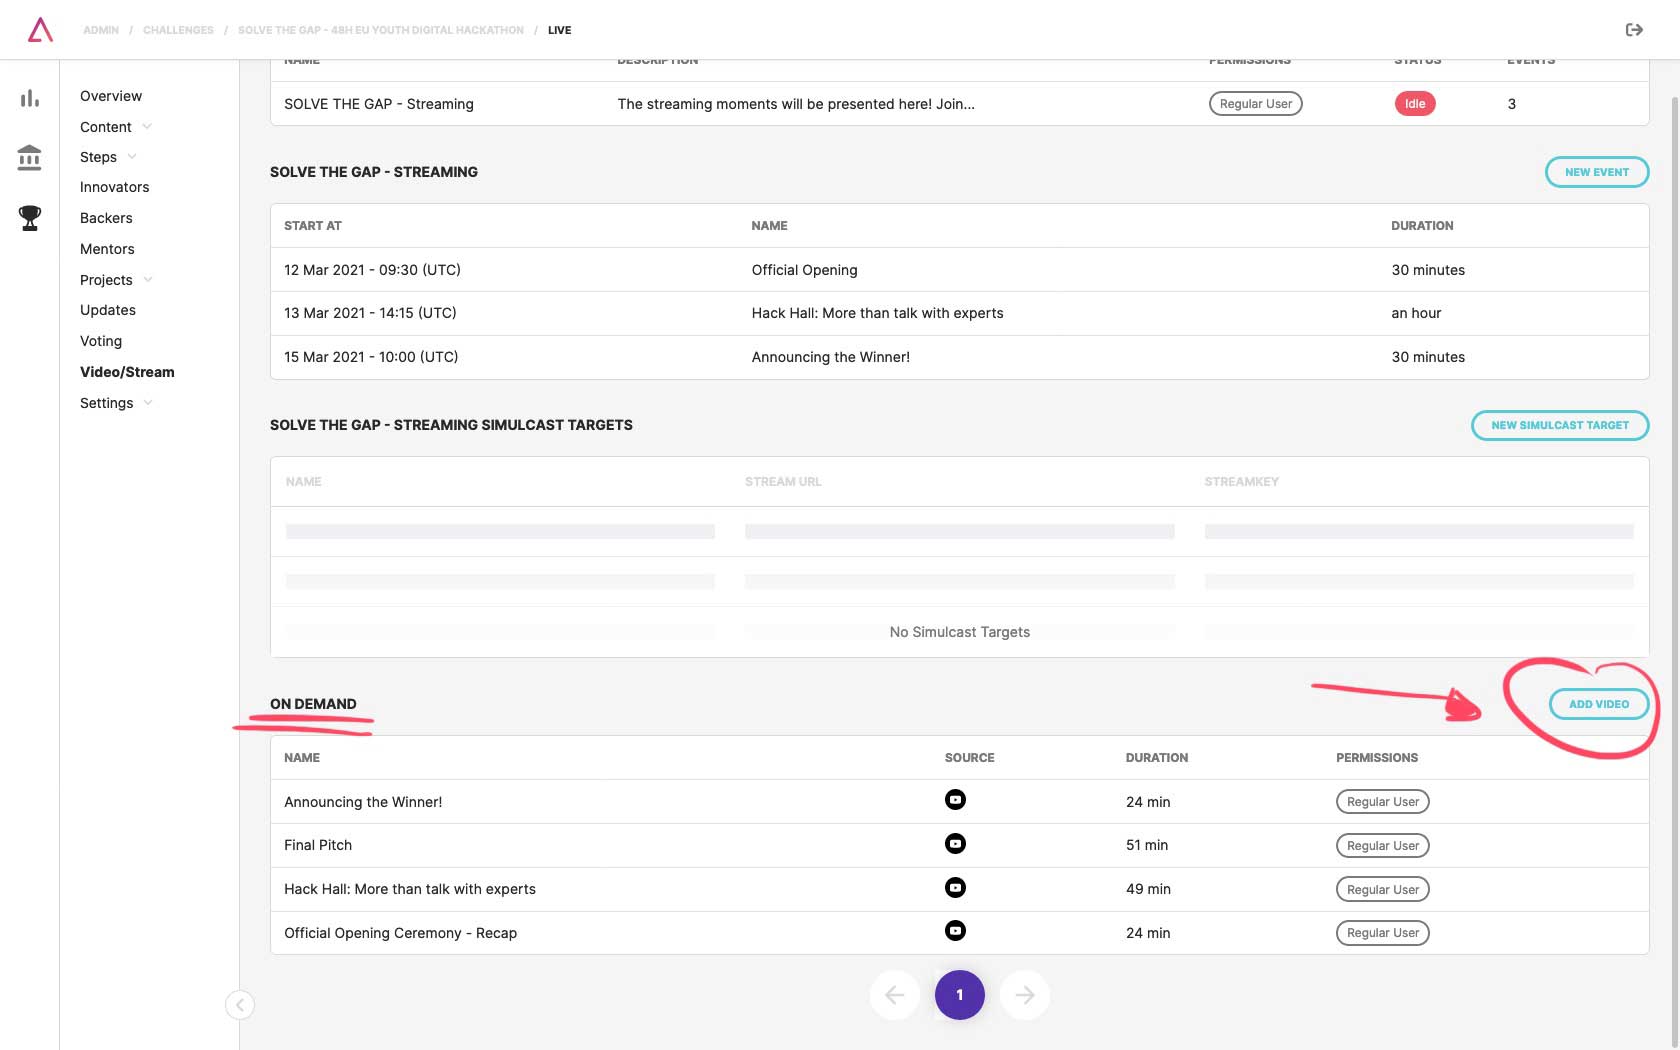 ADMIN / CHALLENGES / SOLVE THE GAP - 48H EU YOUTH DIGITAL HACKATHON / LIVE
NAME DESCRIPTION PERMISSIONS STATUS EVENTS
SOLVE THE GAP - Streaming The streaming moments will be presented here! Join... Regular User Idle 3
Overview
Content
Steps
Innovators
Backers
Mentors
Projects
Updates
Voting
Video/Stream
Settings
SOLVE THE GAP - STREAMING NEW EVENT
START AT NAME DURATION
12 Mar 2021 - 09:30 (UTC) Official Opening 30 minutes
13 Mar 2021 - 14:15 (UTC) Hack Hall: More than talk with experts an hour
15 Mar 2021 - 10:00 (UTC) Announcing the Winner! 30 minutes
SOLVE THE GAP - STREAMING SIMULCAST TARGETS NEW SIMULCAST TARGET
NAME STREAM URL STREAMKEY
No Simulcast Targets
ON DEMAND ADD VIDEO
NAME SOURCE DURATION PERMISSIONS
Announcing the Winner! 24 min Regular User
Final Pitch 51 min Regular User
Hack Hall: More than talk with experts 49 min Regular User
Official Opening Ceremony - Recap 24 min Regular User
1